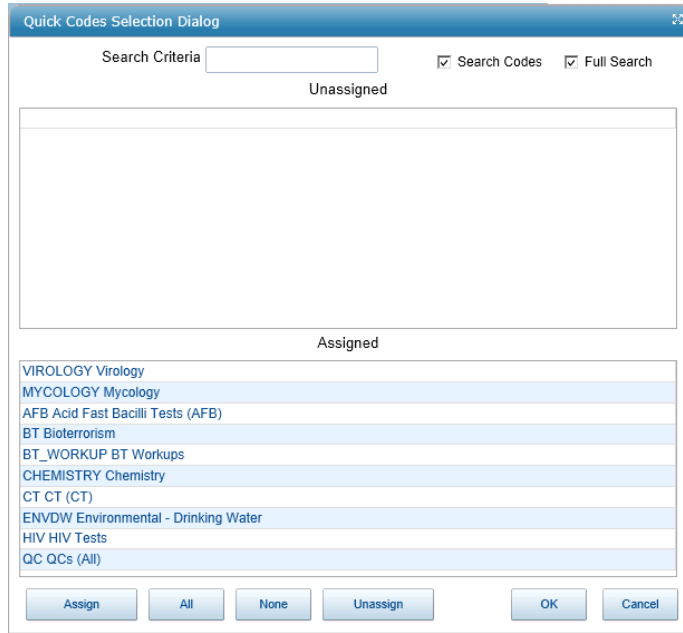 Quick Codes Selection Dialog
Search Criteria Search Codes Full Search
Unassigned
Assigned
VIROLOGY Virology
MYCOLOGY Mycology
AFB Acid Fast Bacilli Tests (AFB)
BT Bioterrorism
BT_WORKUP BT Workups
CHEMISTRY Chemistry
CT CT (CT)
ENVDW Environmental - Drinking Water
HIV HIV Tests
QC QCs (All)
Assign All None Unassign OK Cancel